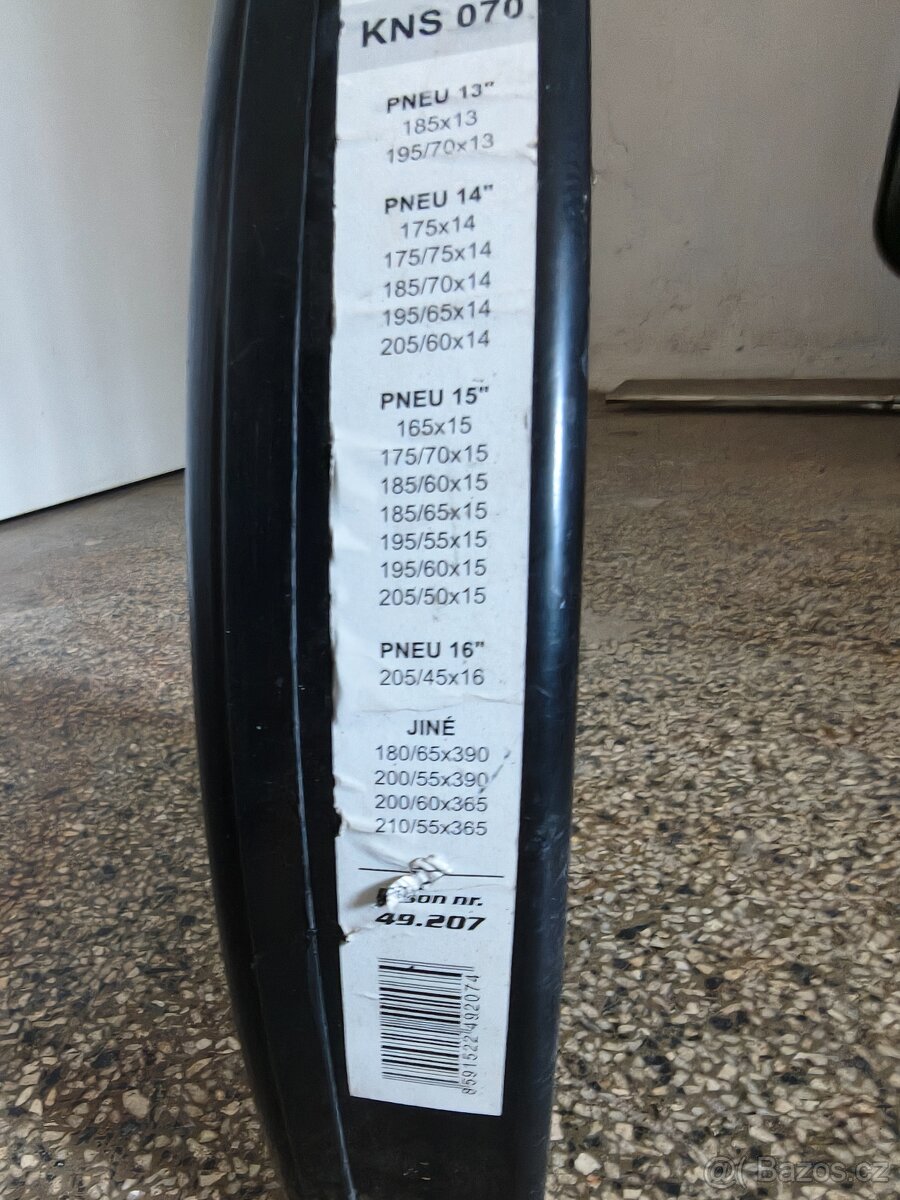 KNS 070
PNEU 13"
185x13
195/70x13
PNEU 14"
175x14
175/75x14
185/70x14
195/65x14
205/60x14
PNEU 15"
165x15
175/70x15
185/60x15
185/65x15
195/55x15
195/60x15
205/50x15
PNEU 16"
205/45x16
JINÉ
180/65x390
200/55x390
200/60x365
210/55x365
nr.
49.207
8591522492074
Bazos.cz